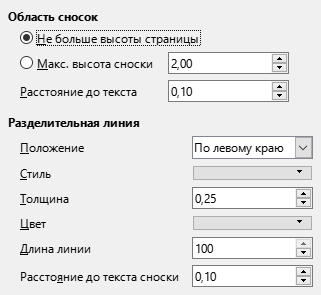 Область сносок
Не больше высоты страницы
Макс. высота сноски 2,00
Расстояние до текста 0,10
Разделительная линия
Положение По левому краю
Стиль
Толщина 0,25
Цвет
Длина линии 100
Расстояние до текста сноски 0,10